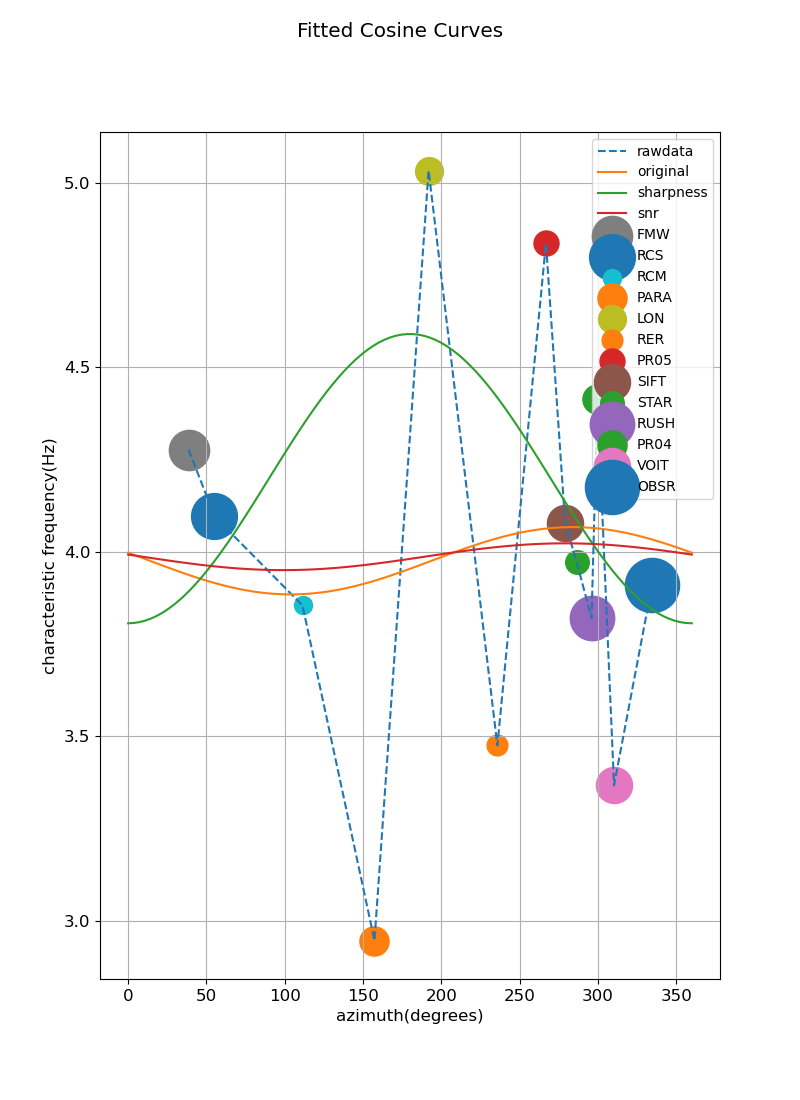 Fitted Cosine Curves
rawdata
original
sharpness
snr
FMW
RCS
RCM
PARA
LON
RER
PR05
SIFT
STAR
RUSH
PR04
VOIT
OBSR
characteristic frequency(Hz)
5.0
4.5
4.0
3.5
3.0
0 50 100 150 200 250 300 350
azimuth(degrees)